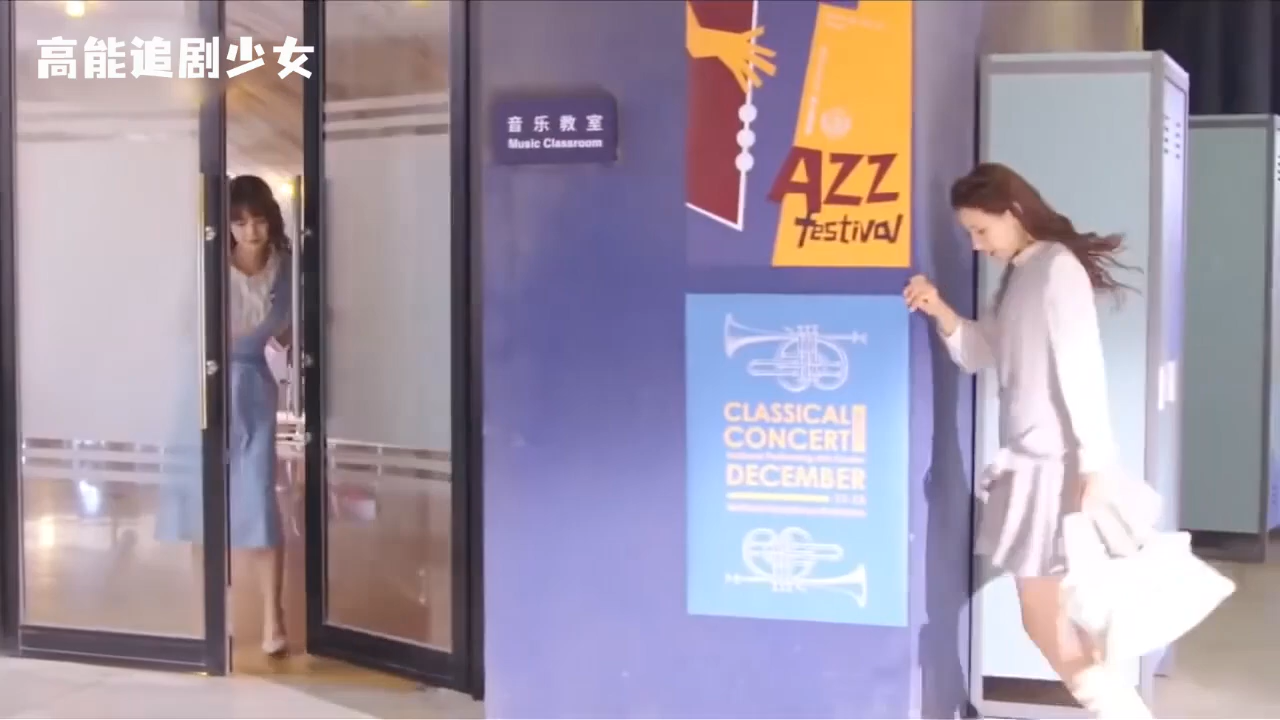 高能追剧少女
音乐教室
Music Classroom
AZZ
festival
CLASSICAL
CONCERT
DECEMBER